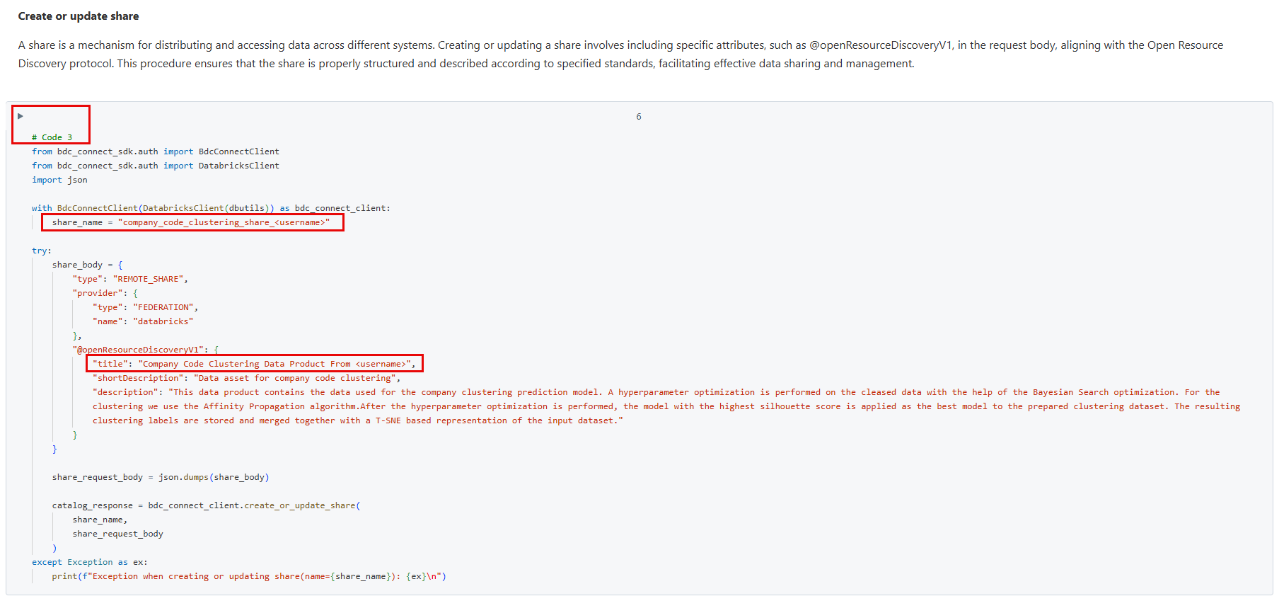 Create or update share
A share is a mechanism for distributing and accessing data across different systems. Creating or updating a share involves including specific attributes, such as @openResourceDiscoveryV1, in the request body, aligning with the Open Resource
Discovery protocol. This procedure ensures that the share is properly structured and described according to specified standards, facilitating effective data sharing and management.
6
# Code 3
from bdc_connect_sdk.auth import BdcConnectClient
from bdc_connect_sdk.auth import DatabricksClient
import json
with BdcConnectClient(DatabricksClient(dbutils)) as bdc_connect_client:
share_name = "company_code_clustering_share_<username>"
try:
share_body = {
"type": "REMOTE_SHARE",
"provider": {
"type": "FEDERATION",
"name": "databricks"
},
"@openResourceDiscoveryV1": {
"title": "Company Code Clustering Data Product From <username>",
"shortDescription": "Data asset for company code clustering",
"description": "This data product contains the data used for the company clustering prediction model. A hyperparameter optimization is performed on the cleased data with the help of the Bayesian Search optimization. For the
clustering we use the Affinity Propagation algorithm.After the hyperparameter optimization is performed, the model with the highest silhouette score is applied as the best model to the prepared clustering dataset. The resulting
clustering labels are stored and merged together with a T-SNE based representation of the input dataset."
}
}
share_request_body = json.dumps(share_body)
catalog_response = bdc_connect_client.create_or_update_share(
share_name,
share_request_body
)
except Exception as ex:
print(f"Exception when creating or updating share(name={share_name}): {ex}\n")